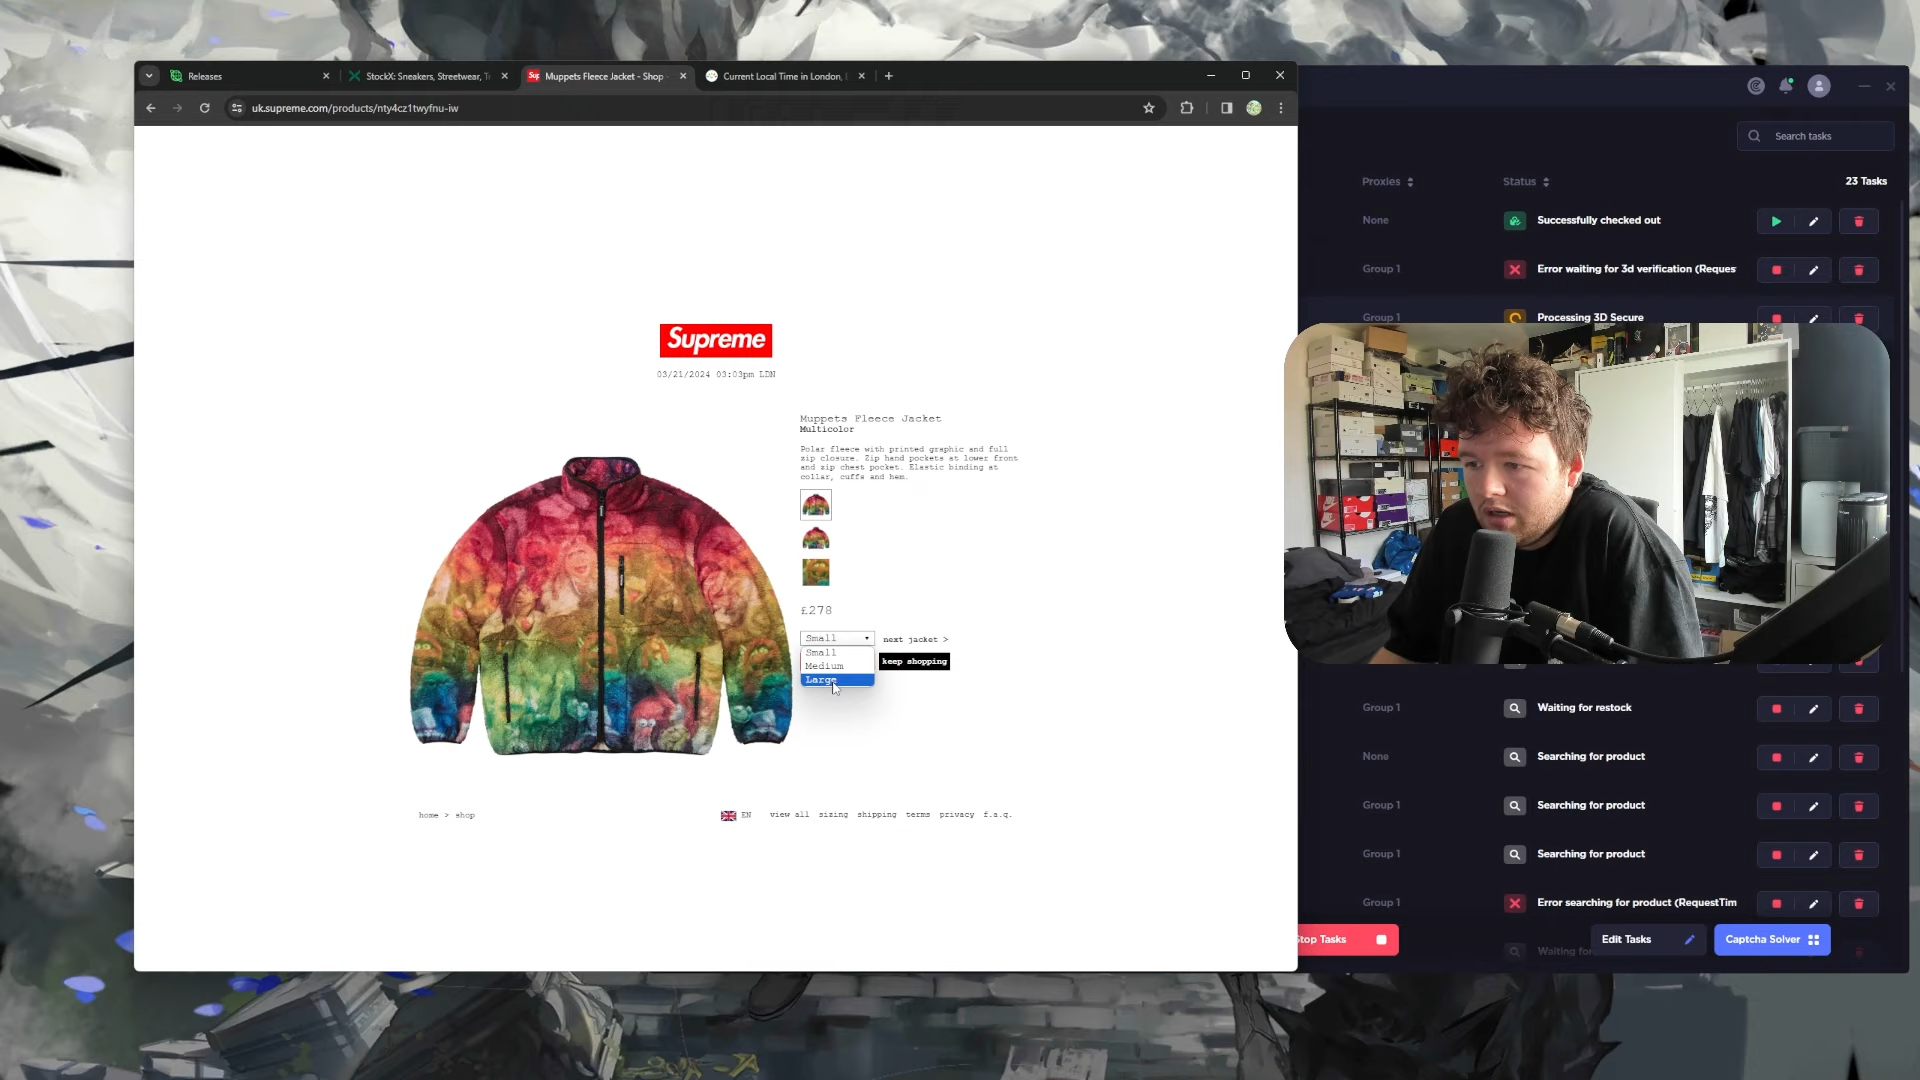 Releases
StockX: Sneakers, Streetwear, T
Muppets Fleece Jacket - Shop
Current Local Time in London,
uk.supreme.com/products/nty4cz1twyfnu-iw
Supreme
03/21/2024 03:03pm LDN
Muppets Fleece Jacket
Multicolor
Polar fleece with printed graphic and full
zip closure. Zip hand pockets at lower front
and zip chest pocket. Elastic binding at
collar, cuffs and hem.
£278
Small
next jacket >
Small
Medium
Large
keep shopping
home > shop
EN view all sizing shipping terms privacy f.a.q.
Search tasks
Proxies Status 23 Tasks
None Successfully checked out
Group 1 Error waiting for 3d verification (Reques
Group 1 Processing 3D Secure
Group 1 Waiting for restock
None Searching for product
Group 1 Searching for product
Group 1 Searching for product
Group 1 Error searching for product (RequestTim
Waiting for
Stop Tasks
Edit Tasks
Captcha Solver